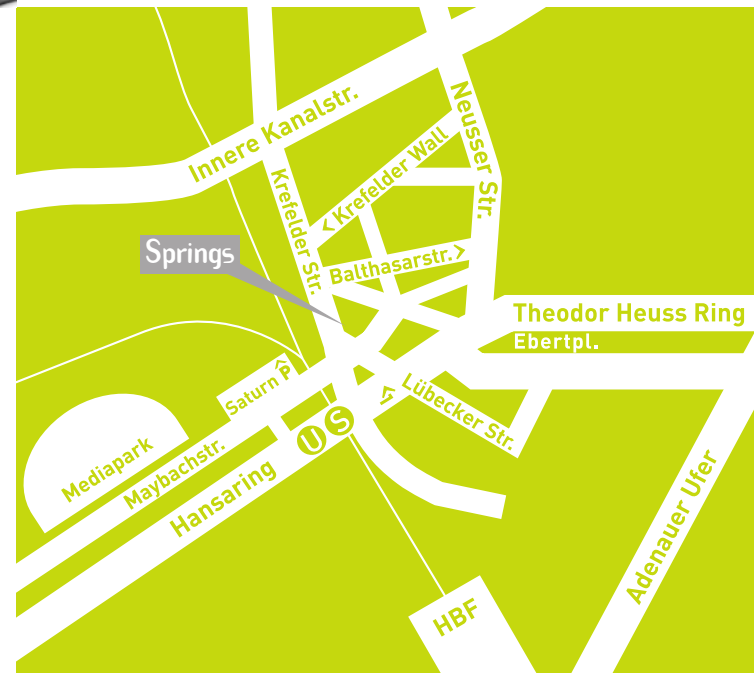 Innere Kanalstr.
Neusser Str.
< Krefelder Wall
Krefelder Str.
Springs
Balthasarstr. >
Theodor Heuss Ring
Ebertpl.
Saturn P
Lübecker Str.
U S
Mediapark
Maybachstr.
Hansaring
Adenauer Ufer
HBF